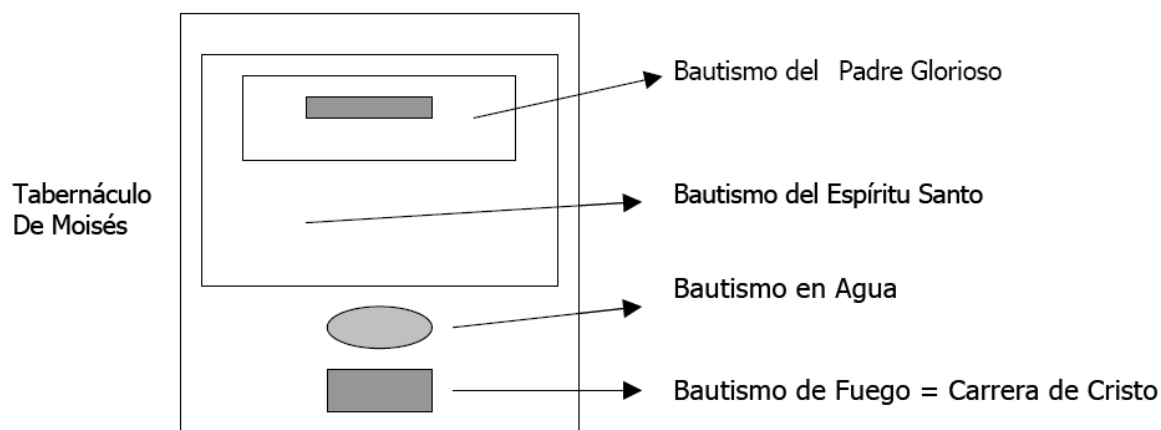 Bautismo del Padre Glorioso
Tabernáculo
De Moisés
Bautismo del Espíritu Santo
Bautismo en Agua
Bautismo de Fuego = Carrera de Cristo